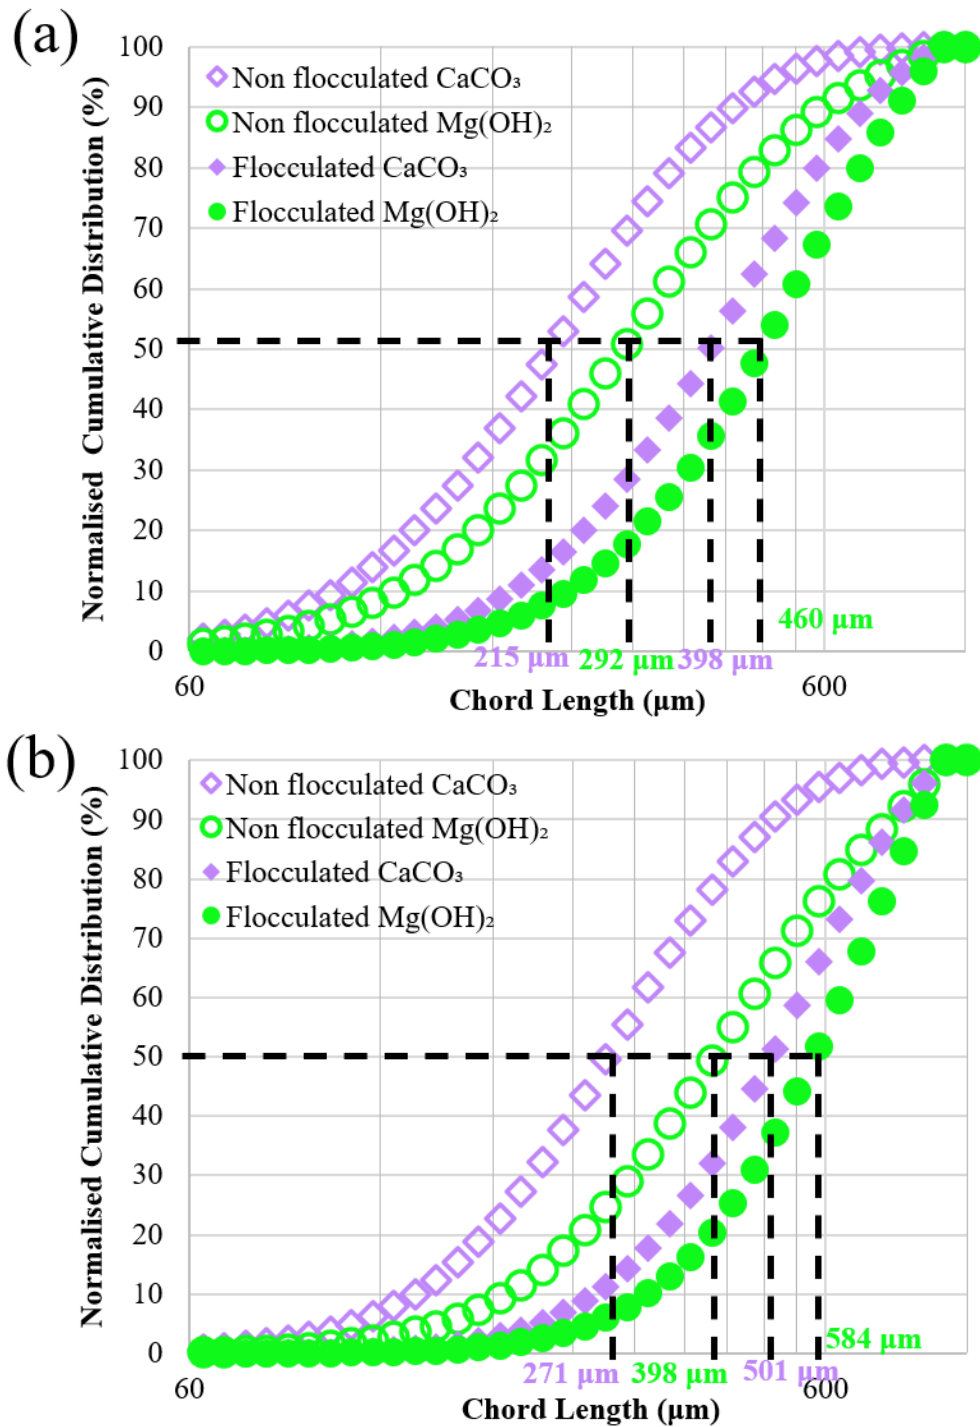 (a)
Normalised Cumulative Distribution (%)
100
90
80
70
60
50
40
30
20
10
0
Non flocculated CaCO₃
Non flocculated Mg(OH)₂
Flocculated CaCO₃
Flocculated Mg(OH)₂
460 µm
215 µm 292 µm 398 µm
60 600
Chord Length (µm)
(b)
Normalised Cumulative Distribution (%)
100
90
80
70
60
50
40
30
20
10
0
Non flocculated CaCO₃
Non flocculated Mg(OH)₂
Flocculated CaCO₃
Flocculated Mg(OH)₂
584 µm
271 µm 398 µm 501 µm
60 600
Chord Length (µm)